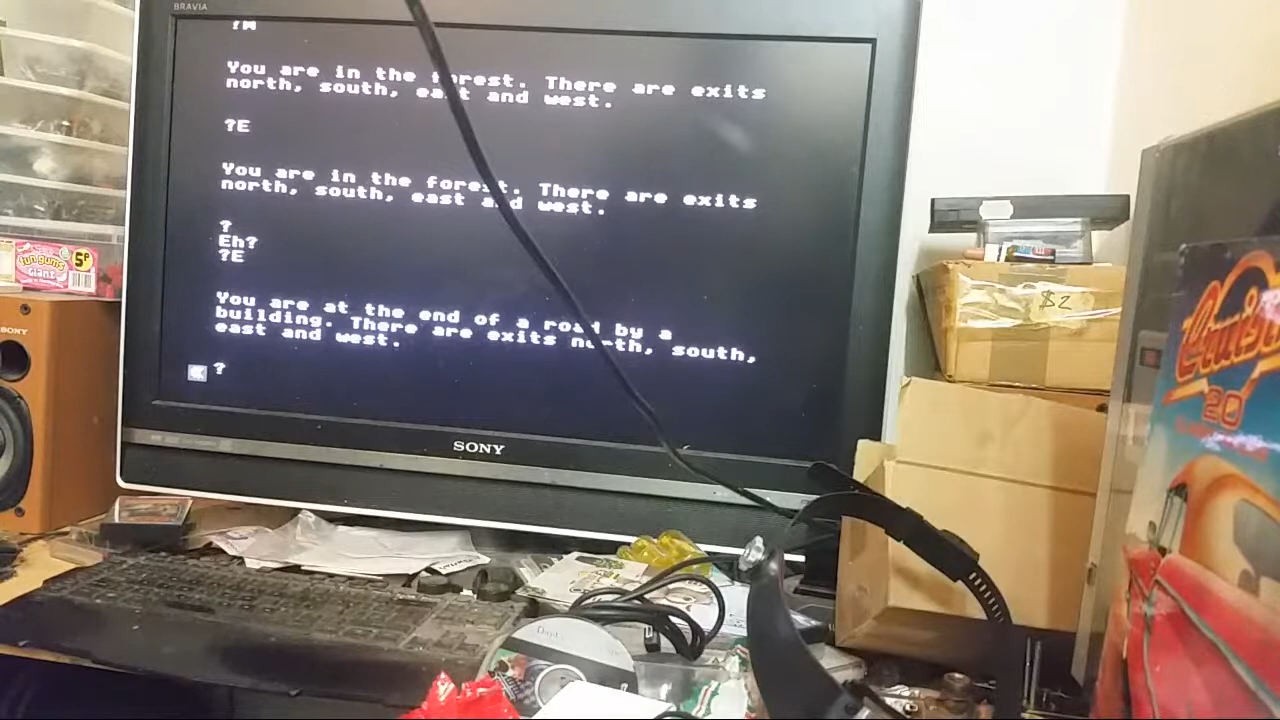 BRAVIA
?W
You are in the forest. There are exits
north, south, east and west.
?E
You are in the forest. There are exits
north, south, east and west.
?
Eh?
?E
You are at the end of a road by a
building. There are exits north, south,
east and west.
?
SONY
SONY
fun gums
Giant
5p
$2
20